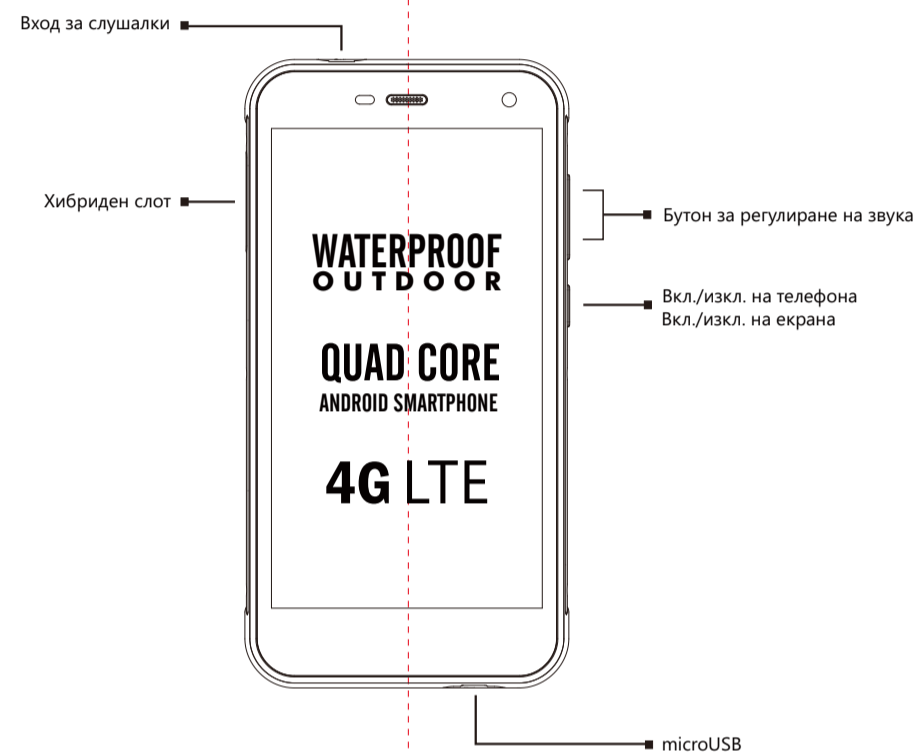 Вход за слушалки
Хибриден слот
WATERPROOF
OUTDOOR
QUAD CORE
ANDROID SMARTPHONE
4G LTE
Бутон за регулиране на звука
Вкл./изкл. на телефона
Вкл./изкл. на екрана
microUSB